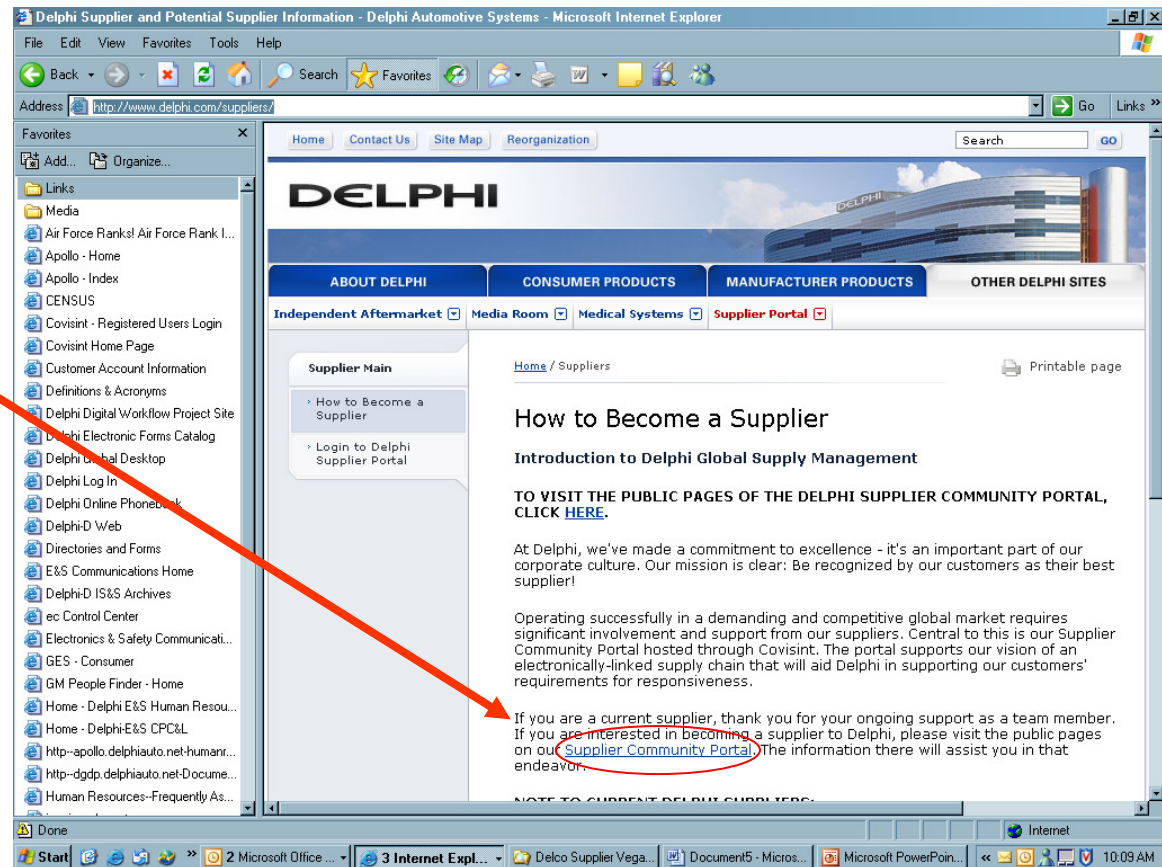 Delphi Supplier and Potential Supplier Information - Delphi Automotive Systems - Microsoft Internet Explorer
File Edit View Favorites Tools Help
Back Search Favorites
Address http://www.delphi.com/suppliers/ Go Links »
Favorites
Add... Organize...
Links
Media
Air Force Ranks! Air Force Rank I...
Apollo - Home
Apollo - Index
CENSUS
Covisint - Registered Users Login
Covisint Home Page
Customer Account Information
Definitions & Acronyms
Delphi Digital Workflow Project Site
Delphi Electronic Forms Catalog
Delphi Global Desktop
Delphi Log In
Delphi Online Phonebook
Delphi-D Web
Directories and Forms
E&S Communications Home
Delphi-D IS&S Archives
ec Control Center
Electronics & Safety Communicati...
GES - Consumer
GM People Finder - Home
Home - Delphi E&S Human Resou...
Home - Delphi-E&S CPC&L
http--apollo.delphiauto.net-humanr...
http--dgdp.delphiauto.net-Docume...
Human Resources--Frequently As...
Home Contact Us Site Map Reorganization Search GO
DELPHI
DELPHI
ABOUT DELPHI CONSUMER PRODUCTS MANUFACTURER PRODUCTS OTHER DELPHI SITES
Independent Aftermarket Media Room Medical Systems Supplier Portal
Supplier Main
How to Become a
Supplier
Login to Delphi
Supplier Portal
Home / Suppliers Printable page
How to Become a Supplier
Introduction to Delphi Global Supply Management
TO VISIT THE PUBLIC PAGES OF THE DELPHI SUPPLIER COMMUNITY PORTAL,
CLICK HERE.
At Delphi, we've made a commitment to excellence - it's an important part of our
corporate culture. Our mission is clear: Be recognized by our customers as their best
supplier!
Operating successfully in a demanding and competitive global market requires
significant involvement and support from our suppliers. Central to this is our Supplier
Community Portal hosted through Covisint. The portal supports our vision of an
electronically-linked supply chain that will aid Delphi in supporting our customers'
requirements for responsiveness.
If you are a current supplier, thank you for your ongoing support as a team member.
If you are interested in becoming a supplier to Delphi, please visit the public pages
on our Supplier Community Portal. The information there will assist you in that
endeavor.
NOTE TO CURRENT DELPHI SUPPLIERS:
Done Internet
Start » 2 Microsoft Office ... 3 Internet Expl... Delco Supplier Vega... Document5 - Micros... Microsoft PowerPoin... « 10:09 AM